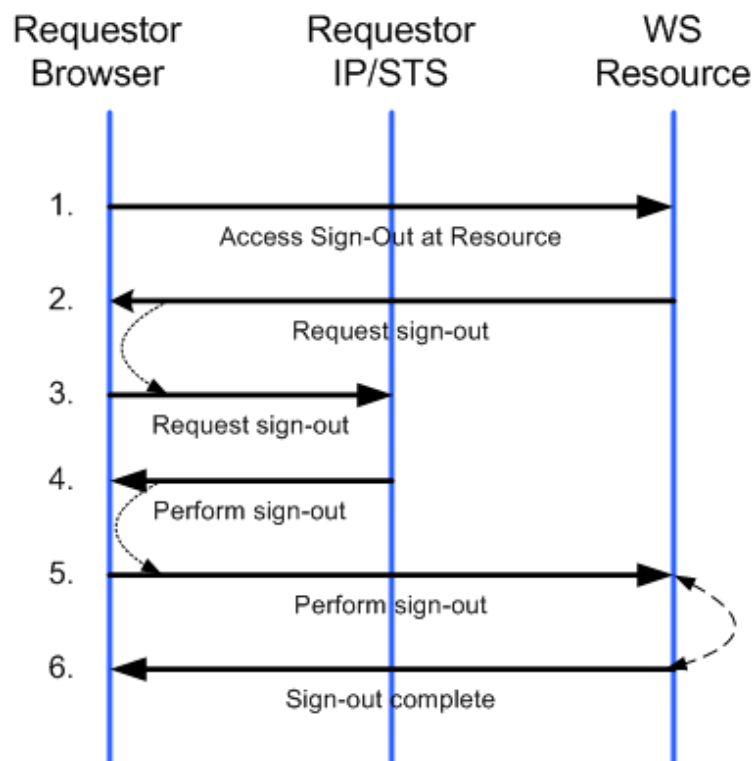 Requestor Browser
Requestor IP/STS
WS Resource
1.
Access Sign-Out at Resource
2.
Request sign-out
3.
Request sign-out
4.
Perform sign-out
5.
Perform sign-out
6.
Sign-out complete